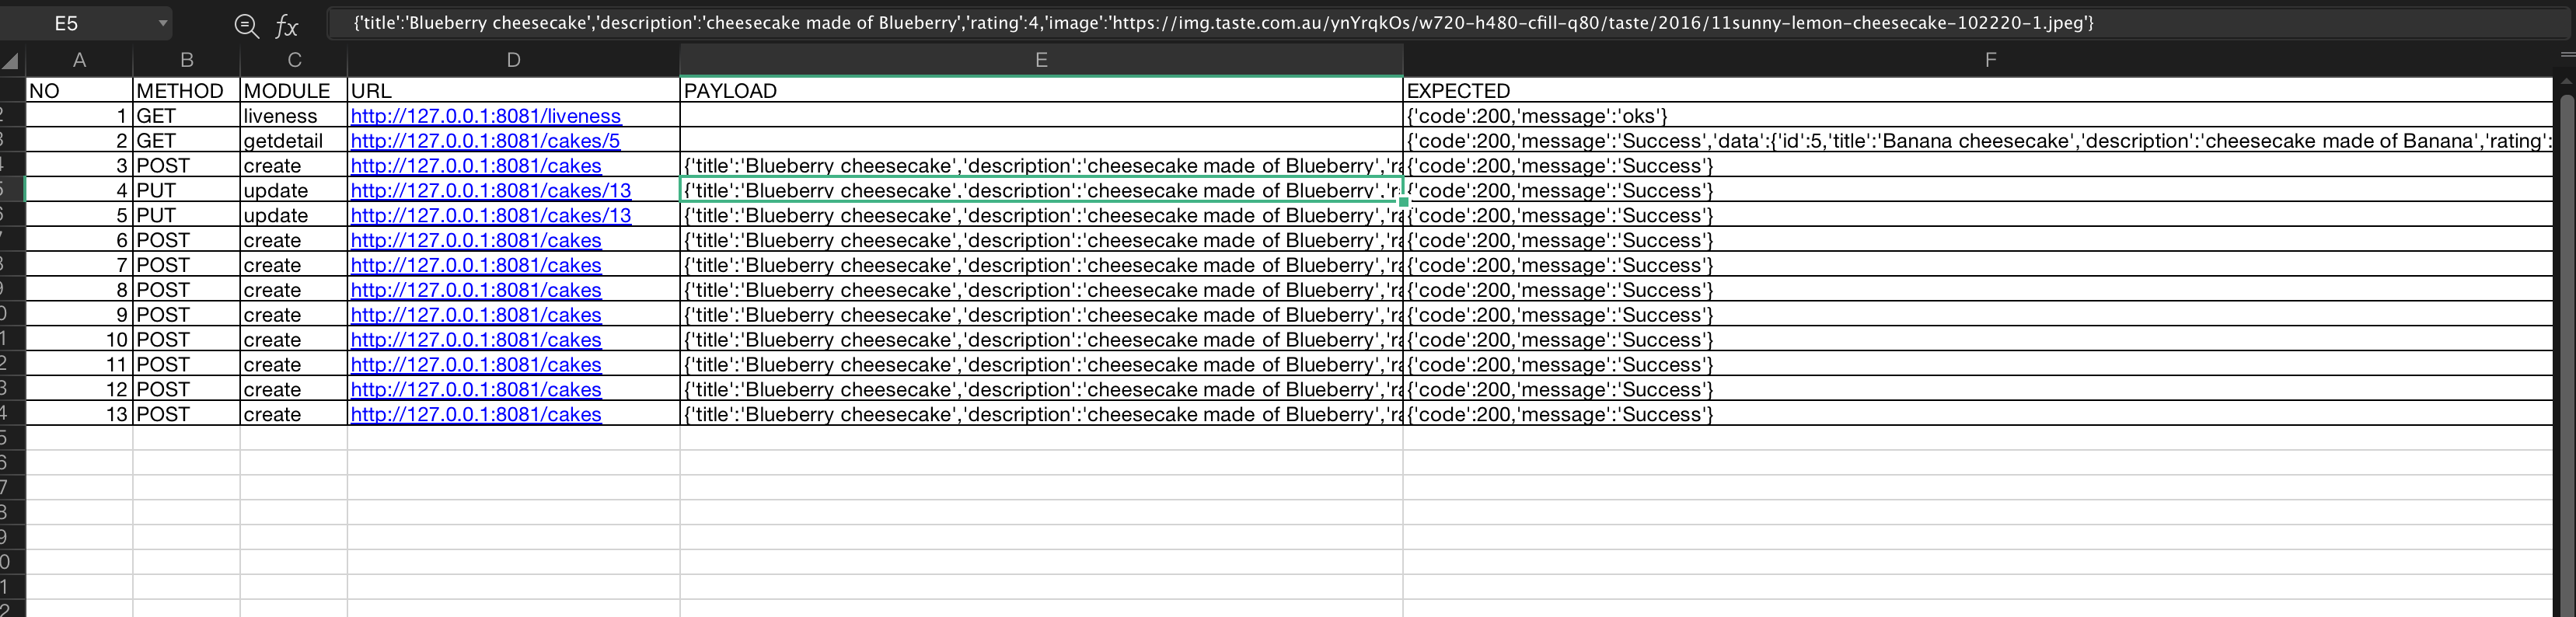 E5 fx {'title':'Blueberry cheesecake','description':'cheesecake made of Blueberry','rating':4,'image':'https://img.taste.com.au/ynYrqkOs/w720-h480-cfill-q80/taste/2016/11sunny-lemon-cheesecake-102220-1.jpeg'}
A B C D E F
NO METHOD MODULE URL PAYLOAD EXPECTED
2 1 GET liveness http://127.0.0.1:8081/liveness {'code':200,'message':'oks'}
3 2 GET getdetail http://127.0.0.1:8081/cakes/5 {'code':200,'message':'Success','data':{'id':5,'title':'Banana cheesecake','description':'cheesecake made of Banana','rating':
4 3 POST create http://127.0.0.1:8081/cakes {'title':'Blueberry cheesecake','description':'cheesecake made of Blueberry','ra {'code':200,'message':'Success'}
5 4 PUT update http://127.0.0.1:8081/cakes/13 {'title':'Blueberry cheesecake','description':'cheesecake made of Blueberry','r {'code':200,'message':'Success'}
6 5 PUT update http://127.0.0.1:8081/cakes/13 {'title':'Blueberry cheesecake','description':'cheesecake made of Blueberry','ra {'code':200,'message':'Success'}
7 6 POST create http://127.0.0.1:8081/cakes {'title':'Blueberry cheesecake','description':'cheesecake made of Blueberry','ra {'code':200,'message':'Success'}
8 7 POST create http://127.0.0.1:8081/cakes {'title':'Blueberry cheesecake','description':'cheesecake made of Blueberry','ra {'code':200,'message':'Success'}
9 8 POST create http://127.0.0.1:8081/cakes {'title':'Blueberry cheesecake','description':'cheesecake made of Blueberry','ra {'code':200,'message':'Success'}
0 9 POST create http://127.0.0.1:8081/cakes {'title':'Blueberry cheesecake','description':'cheesecake made of Blueberry','ra {'code':200,'message':'Success'}
1 10 POST create http://127.0.0.1:8081/cakes {'title':'Blueberry cheesecake','description':'cheesecake made of Blueberry','ra {'code':200,'message':'Success'}
2 11 POST create http://127.0.0.1:8081/cakes {'title':'Blueberry cheesecake','description':'cheesecake made of Blueberry','ra {'code':200,'message':'Success'}
3 12 POST create http://127.0.0.1:8081/cakes {'title':'Blueberry cheesecake','description':'cheesecake made of Blueberry','ra {'code':200,'message':'Success'}
4 13 POST create http://127.0.0.1:8081/cakes {'title':'Blueberry cheesecake','description':'cheesecake made of Blueberry','ra {'code':200,'message':'Success'}
5
6
7
8
9
0
1
2